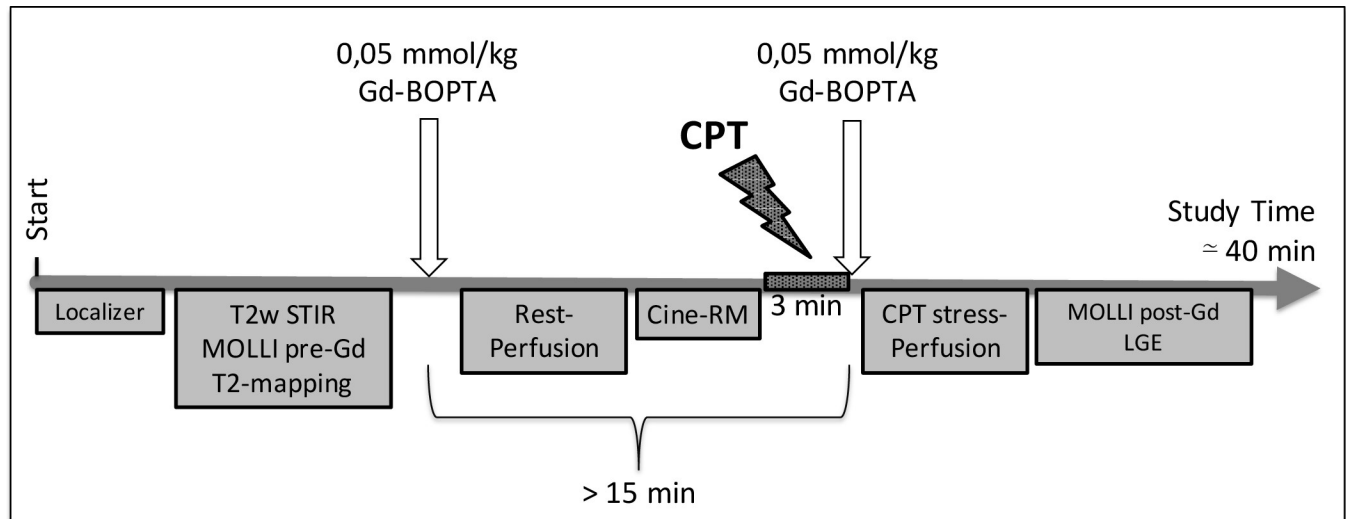 0,05 mmol/kg
Gd-BOPTA
0,05 mmol/kg
Gd-BOPTA
CPT
Start
Study Time
≃ 40 min
Localizer
T2w STIR
MOLLI pre-Gd
T2-mapping
Rest-
Perfusion
Cine-RM
3 min
CPT stress-
Perfusion
MOLLI post-Gd
LGE
> 15 min